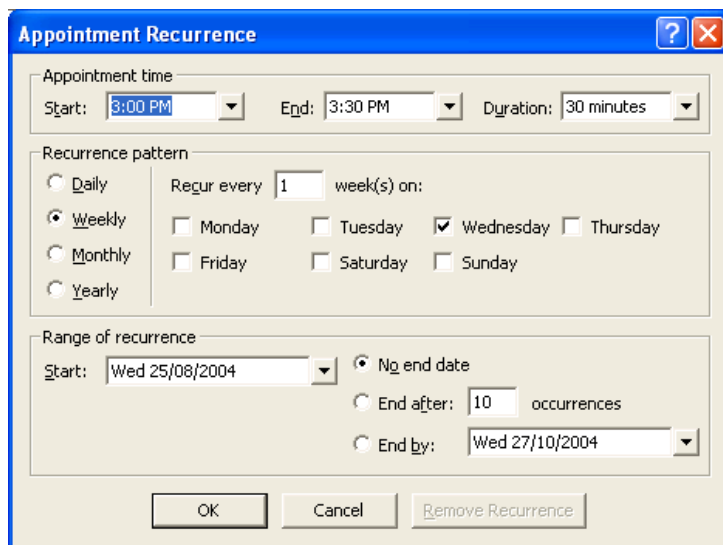 Appointment Recurrence
Appointment time
Start: 3:00 PM End: 3:30 PM Duration: 30 minutes
Recurrence pattern
Daily
Weekly
Monthly
Yearly
Recur every 1 week(s) on:
Monday Tuesday Wednesday Thursday
Friday Saturday Sunday
Range of recurrence
Start: Wed 25/08/2004
No end date
End after: 10 occurrences
End by: Wed 27/10/2004
OK Cancel Remove Recurrence